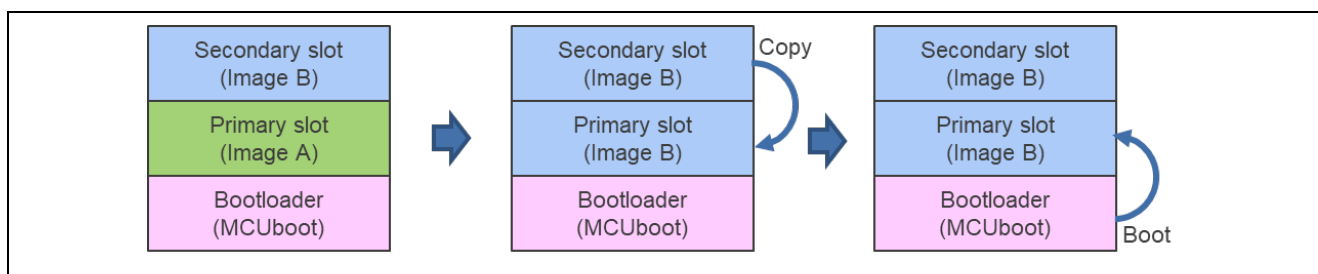 Secondary slot
(Image B)
Primary slot
(Image A)
Bootloader
(MCUboot)
Secondary slot
(Image B)
Copy
Primary slot
(Image B)
Bootloader
(MCUboot)
Secondary slot
(Image B)
Primary slot
(Image B)
Bootloader
(MCUboot)
Boot